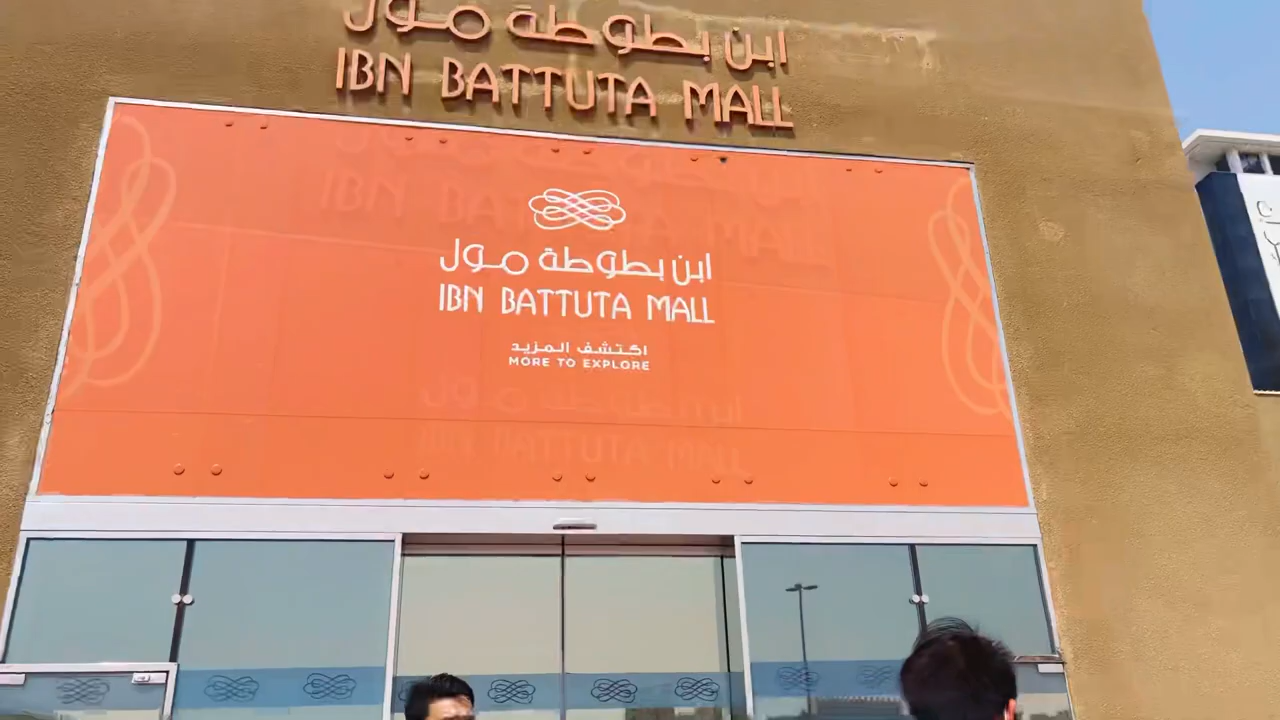 ابن بطوطة مول
IBN BATTUTA MALL
ابن بطوطة مول
IBN BATTUTA MALL
اكتشف المزيد
MORE TO EXPLORE